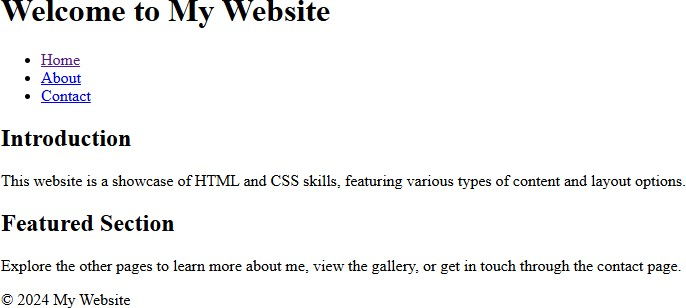 Welcome to My Website
Home
About
Contact
Introduction
This website is a showcase of HTML and CSS skills, featuring various types of content and layout options.
Featured Section
Explore the other pages to learn more about me, view the gallery, or get in touch through the contact page.
© 2024 My Website